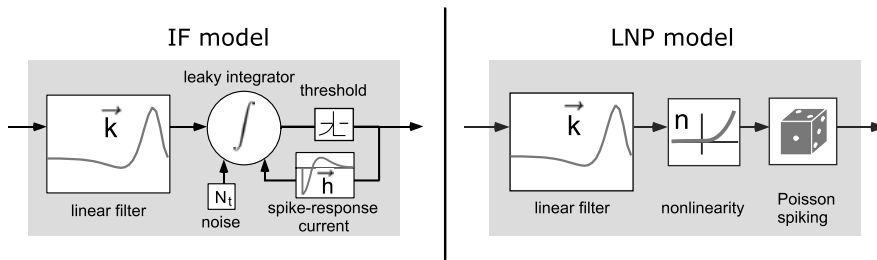 IF model
leaky integrator
threshold
k
N t
h
linear filter
noise
spike-response
current
LNP model
k
n
linear filter
nonlinearity
Poisson
spiking